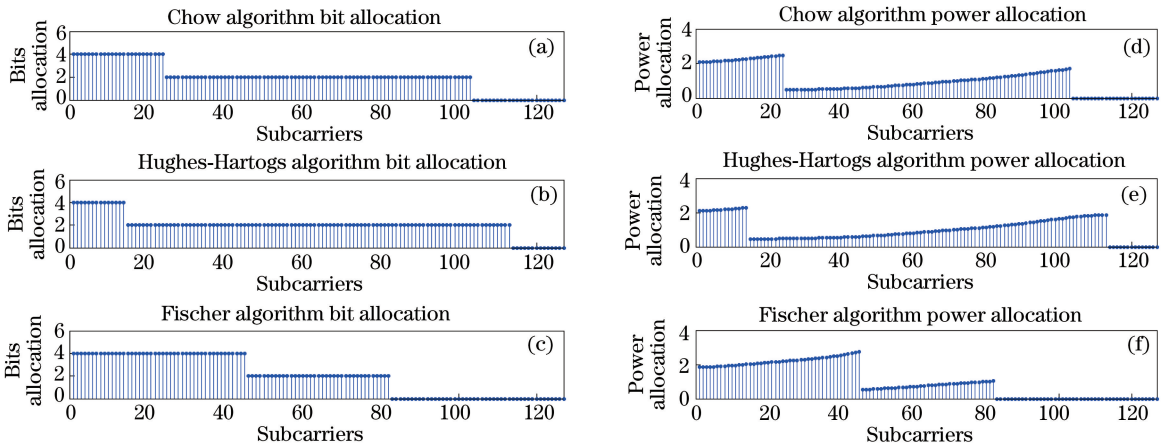 Chow algorithm bit allocation
6
4
2
0
Bits
allocation
(a)
0 20 40 60 80 100 120
Subcarriers
Chow algorithm power allocation
4
2
0
Power
allocation
(d)
0 20 40 60 80 100 120
Subcarriers
Hughes-Hartogs algorithm bit allocation
6
4
2
0
Bits
allocation
(b)
0 20 40 60 80 100 120
Subcarriers
Hughes-Hartogs algorithm power allocation
4
2
0
Power
allocation
(e)
0 20 40 60 80 100 120
Subcarriers
Fischer algorithm bit allocation
6
4
2
0
Bits
allocation
(c)
0 20 40 60 80 100 120
Subcarriers
Fischer algorithm power allocation
4
2
0
Power
allocation
(f)
0 20 40 60 80 100 120
Subcarriers